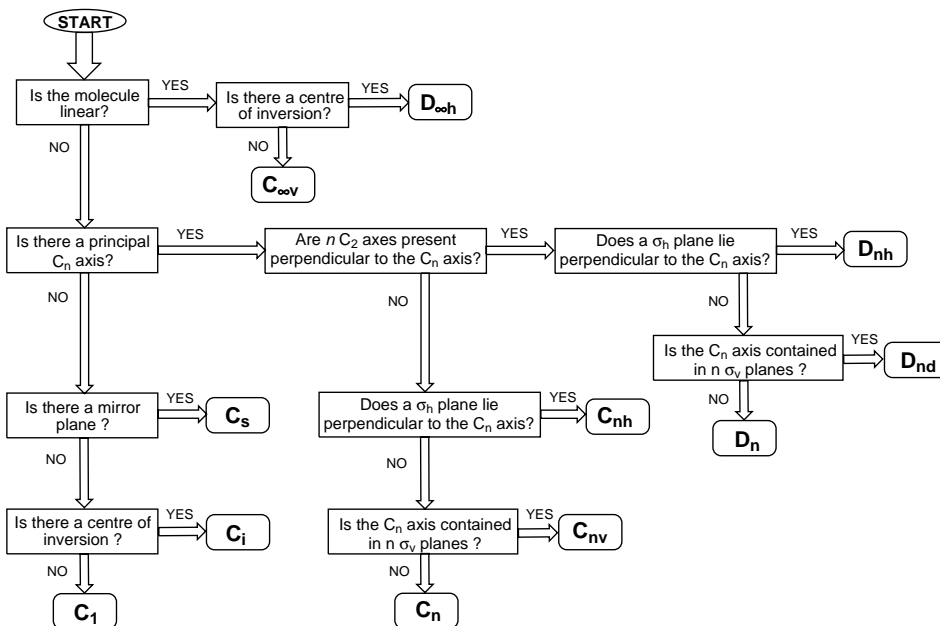 START
YES
YES
Is the molecule
linear?
Is there a centre
of inversion?
D∞h
NO
NO
C∞v
Is there a principal
Cn axis?
YES
Are n C2 axes present
perpendicular to the Cn axis?
YES
Does a σh plane lie
perpendicular to the Cn axis?
YES
Dnh
NO
NO
NO
Is the Cn axis contained
in n σv planes ?
YES
Dnd
NO
Dn
Is there a mirror
plane ?
YES
Cs
Does a σh plane lie
perpendicular to the Cn axis?
YES
Cnh
NO
NO
Is there a centre of
inversion ?
YES
Ci
Is the Cn axis contained
in n σv planes ?
YES
Cnv
NO
NO
C1
Cn